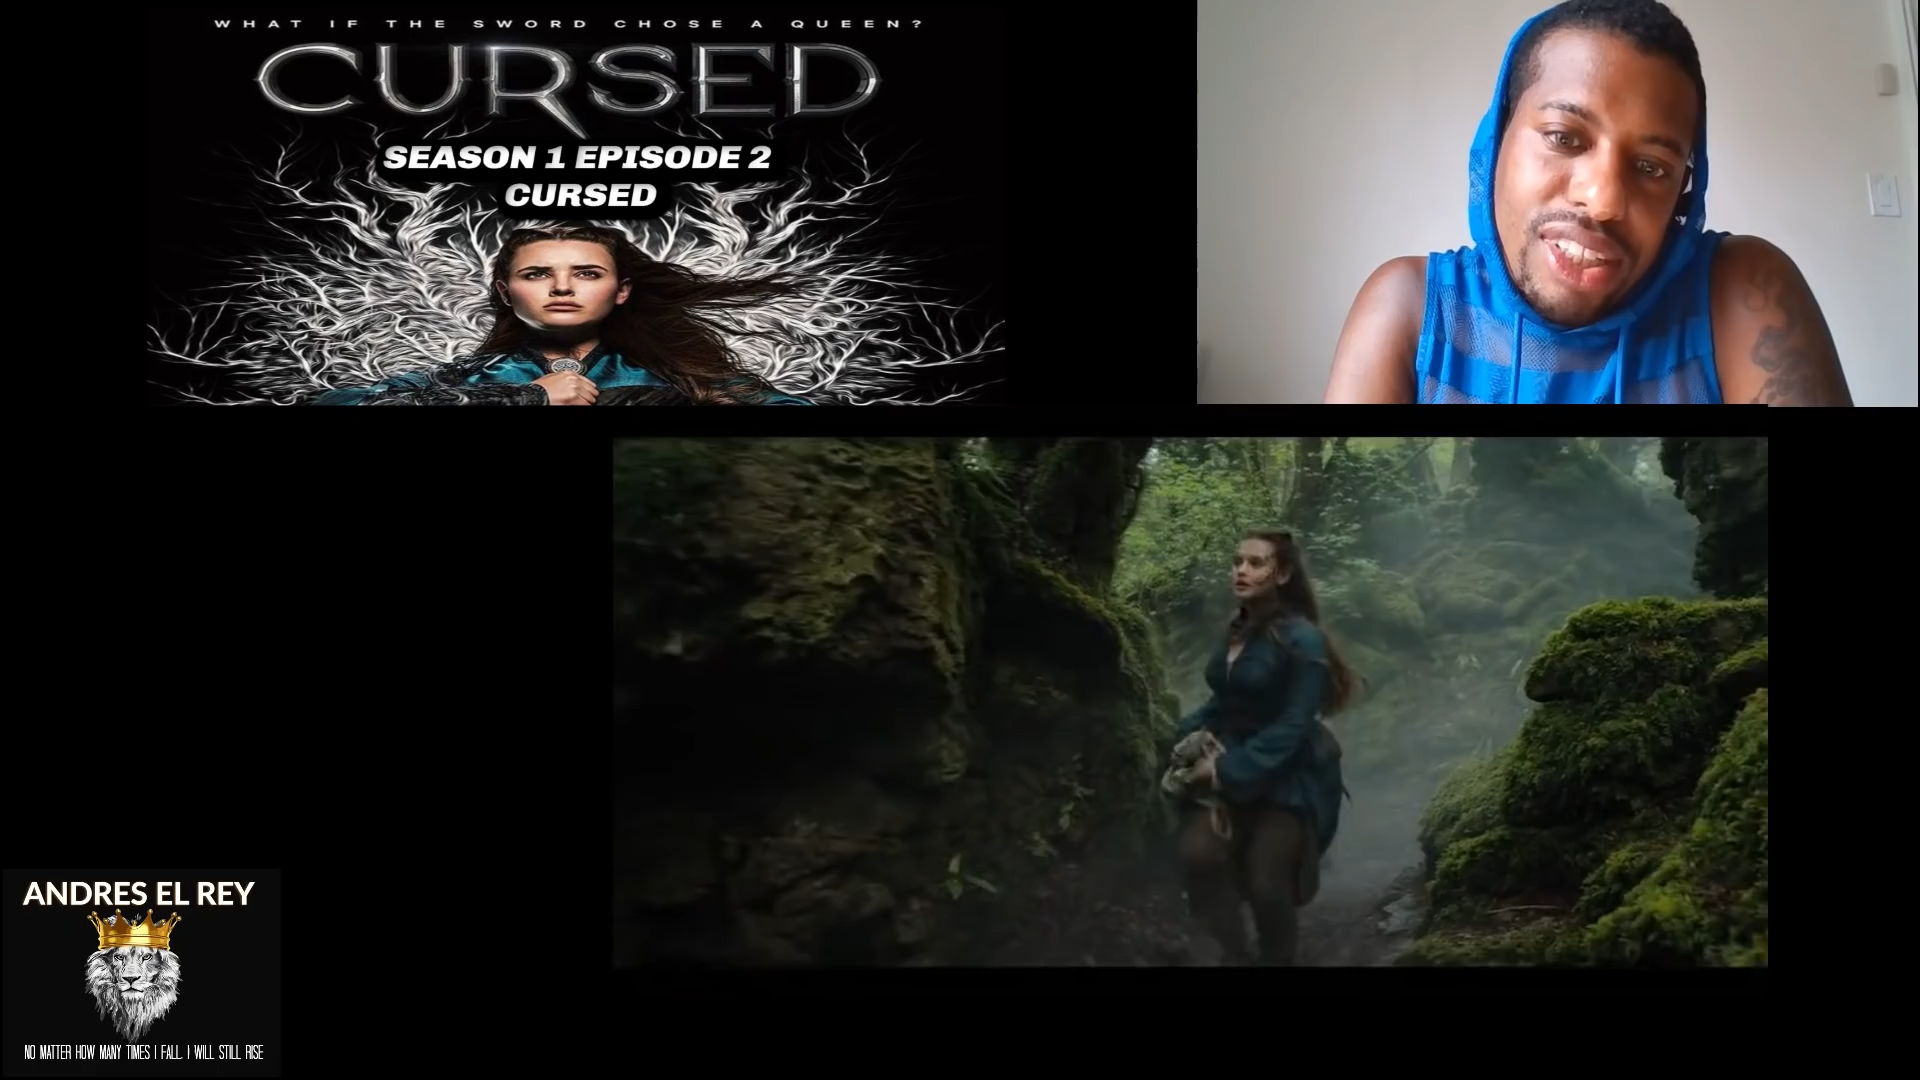 WHAT IF THE SWORD CHOSE A QUEEN?
CURSED
SEASON 1 EPISODE 2
CURSED
ANDRES EL REY
NO MATTER HOW MANY TIMES I FALL. I WILL STILL RISE